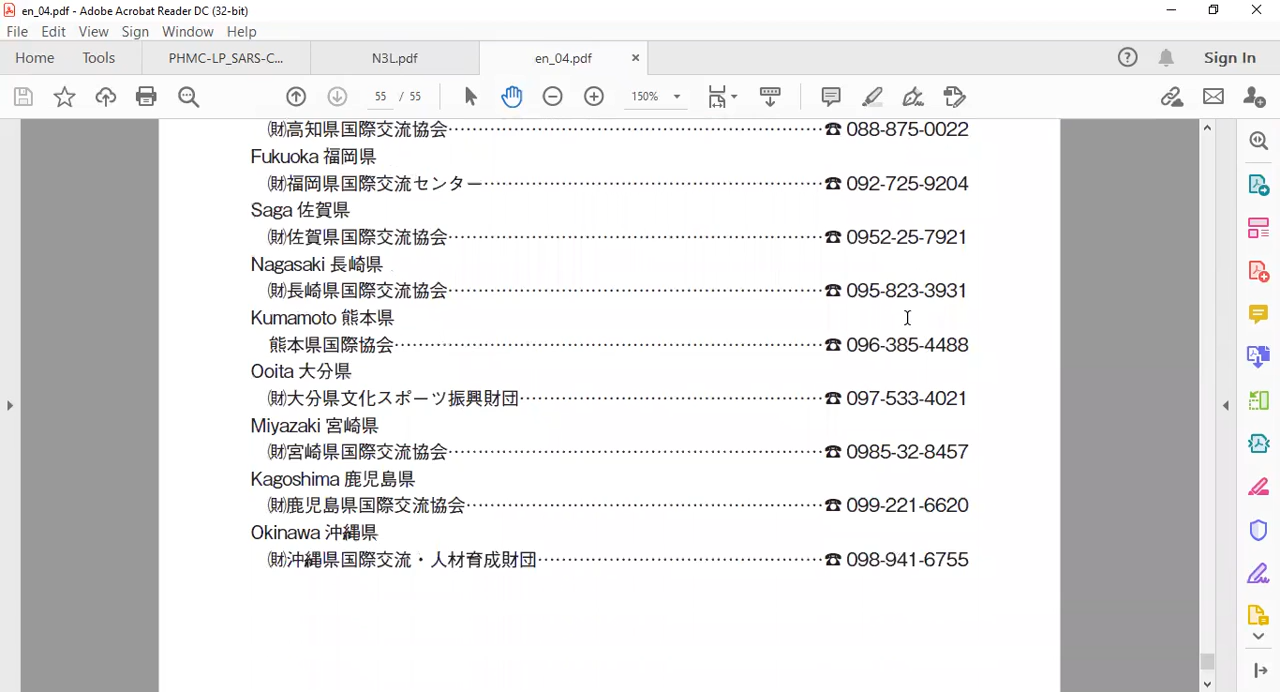 en_04.pdf - Adobe Acrobat Reader DC (32-bit)
File Edit View Sign Window Help
Home Tools PHMC-LP_SARS-C... N3L.pdf en_04.pdf Sign In
55 / 55 150%
㈶高知県国際交流協会 ☎ 088-875-0022
Fukuoka 福岡県
㈶福岡県国際交流センター ☎ 092-725-9204
Saga 佐賀県
㈶佐賀県国際交流協会 ☎ 0952-25-7921
Nagasaki 長崎県
㈶長崎県国際交流協会 ☎ 095-823-3931
Kumamoto 熊本県
熊本県国際協会 ☎ 096-385-4488
Ooita 大分県
㈶大分県文化スポーツ振興財団 ☎ 097-533-4021
Miyazaki 宮崎県
㈶宮崎県国際交流協会 ☎ 0985-32-8457
Kagoshima 鹿児島県
㈶鹿児島県国際交流協会 ☎ 099-221-6620
Okinawa 沖縄県
㈶沖縄県国際交流・人材育成財団 ☎ 098-941-6755